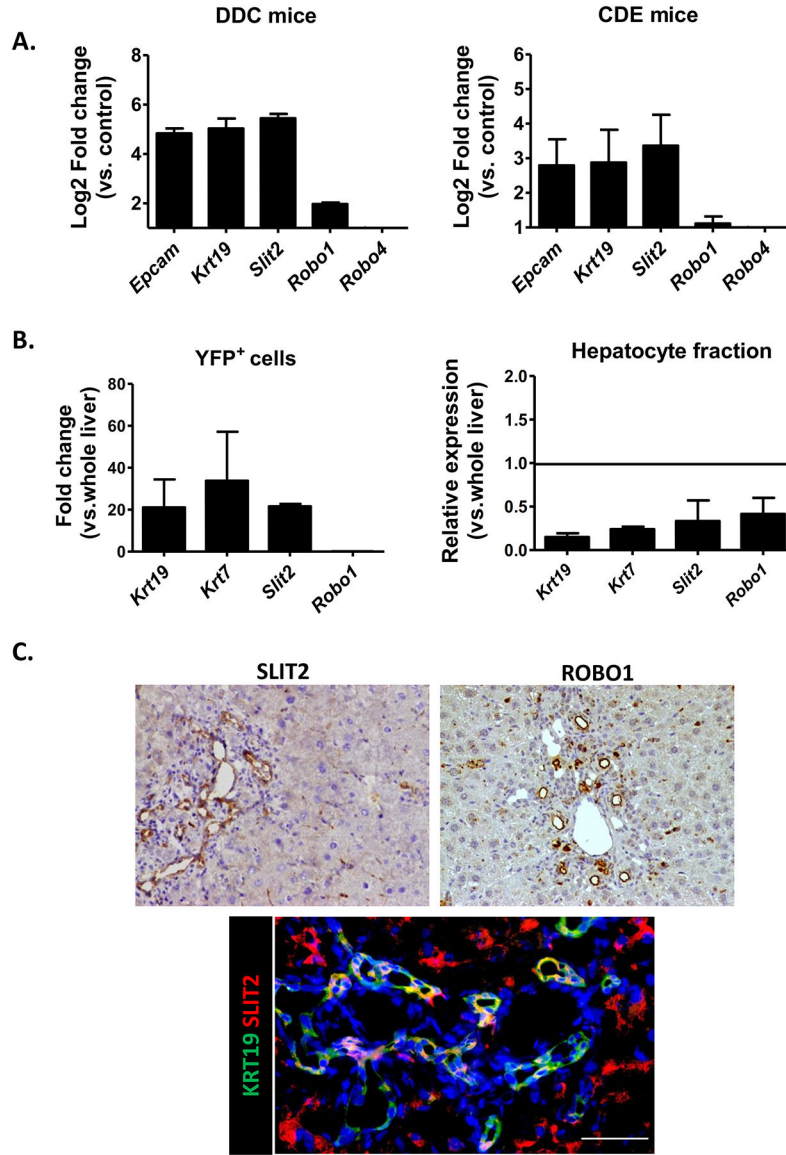 A.
DDC mice
Log2 Fold change
(vs. control)
8
6
4
2
Epcam
Krt19
Slit2
Robo1
Robo4
CDE mice
Log2 Fold change
(vs. control)
6
5
4
3
2
1
Epcam
Krt19
Slit2
Robo1
Robo4
B.
YFP+ cells
Fold change
(vs.whole liver)
80
60
40
20
0
Krt19
Krt7
Slit2
Robo1
Hepatocyte fraction
Relative expression
(vs.whole liver)
2.0
1.5
1.0
0.5
0.0
Krt19
Krt7
Slit2
Robo1
C.
SLIT2
ROBO1
KRT19 SLIT2